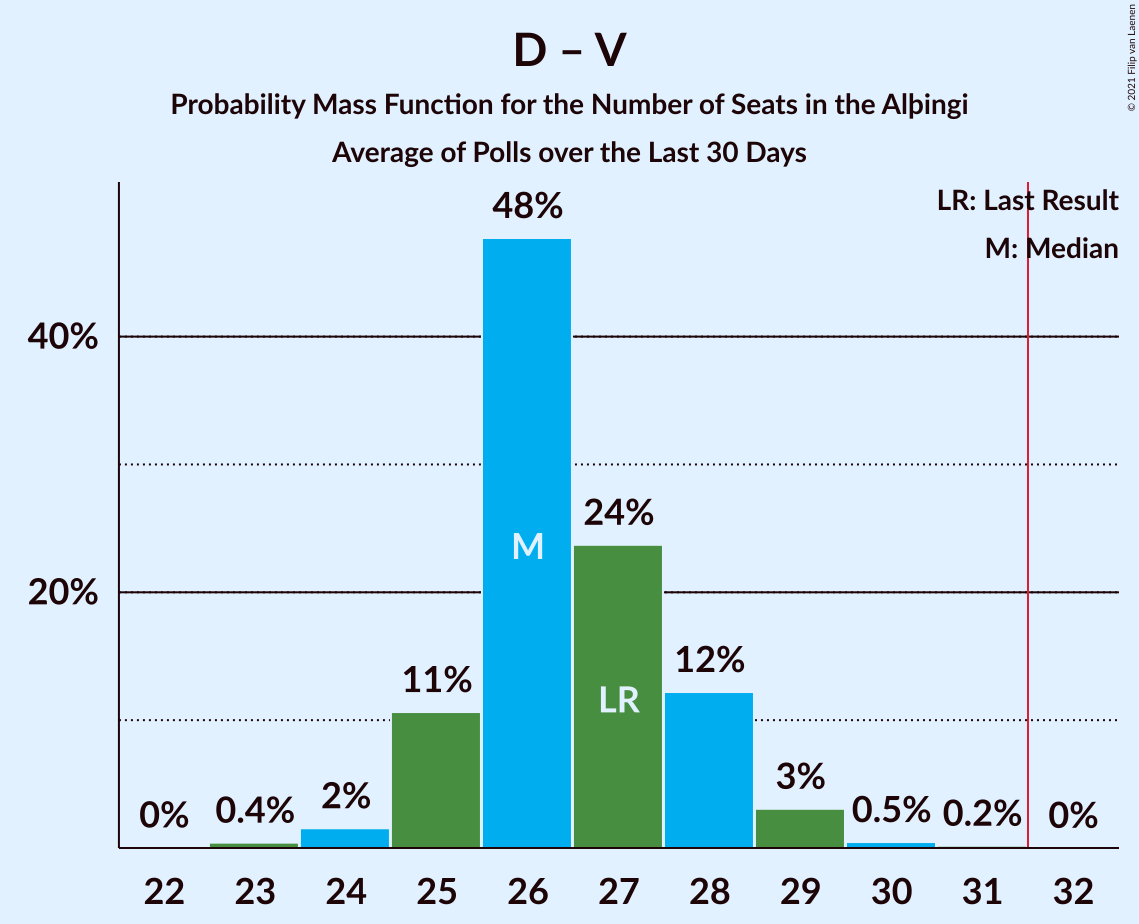 D – V
Probability Mass Function for the Number of Seats in the Alþingi
Average of Polls over the Last 30 Days
© 2021 Filip van Laenen
LR: Last Result
M: Median
48%
40%
24%
M
20%
12%
11%
LR
3%
2%
0% 0.4% 0.5% 0.2% 0%
22 23 24 25 26 27 28 29 30 31 32